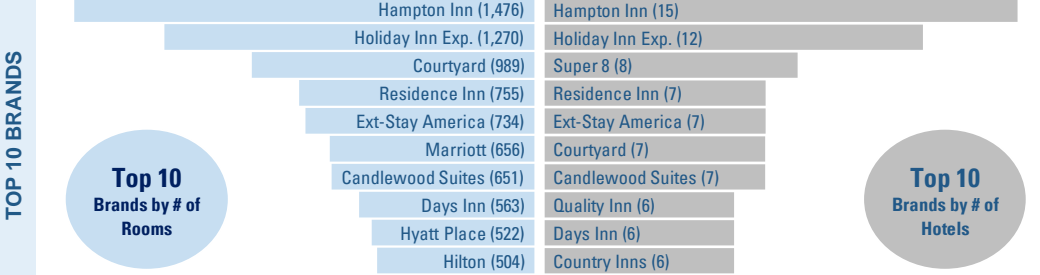 TOP 10 BRANDS
Hampton Inn (1,476)
Holiday Inn Exp. (1,270)
Courtyard (989)
Residence Inn (755)
Ext-Stay America (734)
Marriott (656)
Candlewood Suites (651)
Days Inn (563)
Hyatt Place (522)
Hilton (504)
Top 10
Brands by # of
Rooms
Hampton Inn (15)
Holiday Inn Exp. (12)
Super 8 (8)
Residence Inn (7)
Ext-Stay America (7)
Courtyard (7)
Candlewood Suites (7)
Quality Inn (6)
Days Inn (6)
Country Inns (6)
Top 10
Brands by # of
Hotels